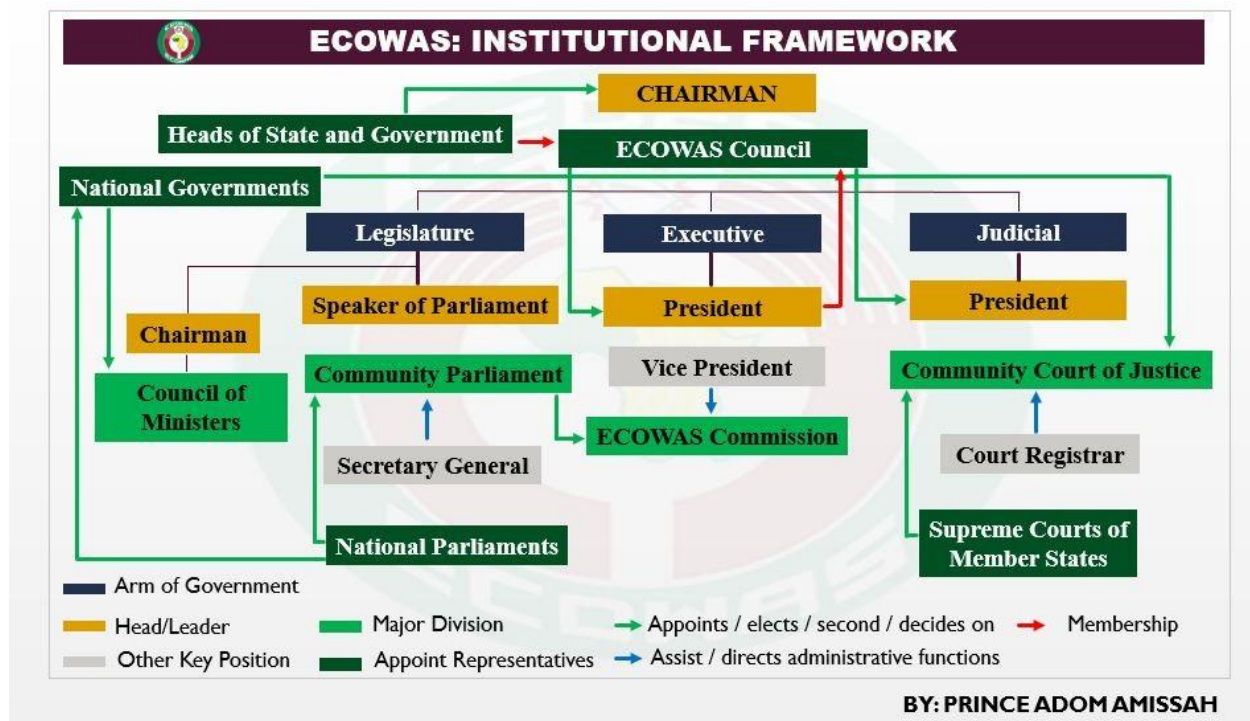 ECOWAS: INSTITUTIONAL FRAMEWORK
CHAIRMAN
Heads of State and Government
ECOWAS Council
National Governments
Legislature
Executive
Judicial
Speaker of Parliament
President
President
Chairman
Community Parliament
Vice President
Community Court of Justice
Council of
Ministers
ECOWAS Commission
Secretary General
Court Registrar
National Parliaments
Supreme Courts of
Member States
Arm of Government
Head/Leader
Major Division
Appoints / elects / second / decides on
Membership
Other Key Position
Appoint Representatives
Assist / directs administrative functions
ECOWAS
BY: PRINCE ADOM AMISSAH